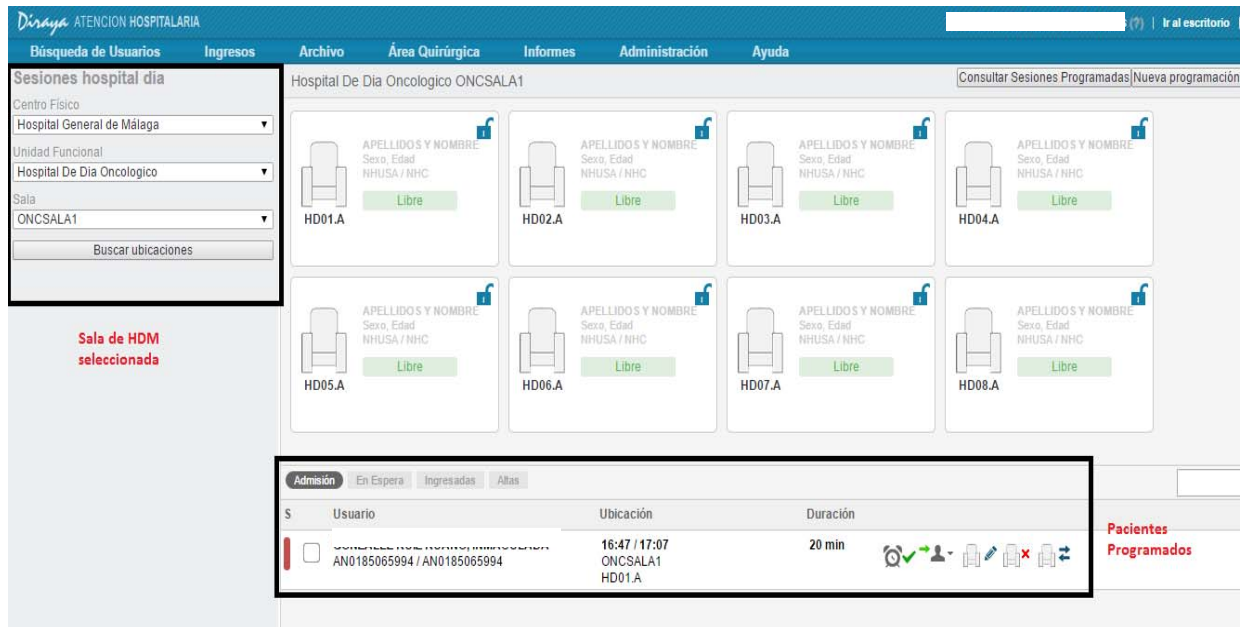 Diraya ATENCION HOSPITALARIA
(?) | Ir al escritorio
Búsqueda de Usuarios Ingresos Archivo Área Quirúrgica Informes Administración Ayuda
Sesiones hospital día
Centro Físico
Hospital General de Málaga
Unidad Funcional
Hospital De Dia Oncologico
Sala
ONCSALA1
Buscar ubicaciones
Sala de HDM
seleccionada
Hospital De Dia Oncologico ONCSALA1
Consultar Sesiones Programadas Nueva programación
APELLIDOS Y NOMBRE
Sexo, Edad
NHUSA / NHC
Libre
HD01.A
APELLIDOS Y NOMBRE
Sexo, Edad
NHUSA / NHC
Libre
HD02.A
APELLIDOS Y NOMBRE
Sexo, Edad
NHUSA / NHC
Libre
HD03.A
APELLIDOS Y NOMBRE
Sexo, Edad
NHUSA / NHC
Libre
HD04.A
APELLIDOS Y NOMBRE
Sexo, Edad
NHUSA / NHC
Libre
HD05.A
APELLIDOS Y NOMBRE
Sexo, Edad
NHUSA / NHC
Libre
HD06.A
APELLIDOS Y NOMBRE
Sexo, Edad
NHUSA / NHC
Libre
HD07.A
APELLIDOS Y NOMBRE
Sexo, Edad
NHUSA / NHC
Libre
HD08.A
Admisión En Espera Ingresadas Altas
S Usuario Ubicación Duración
AN0185065994 / AN0185065994
16:47 / 17:07
ONCSALA1
HD01.A
20 min
Pacientes
Programados